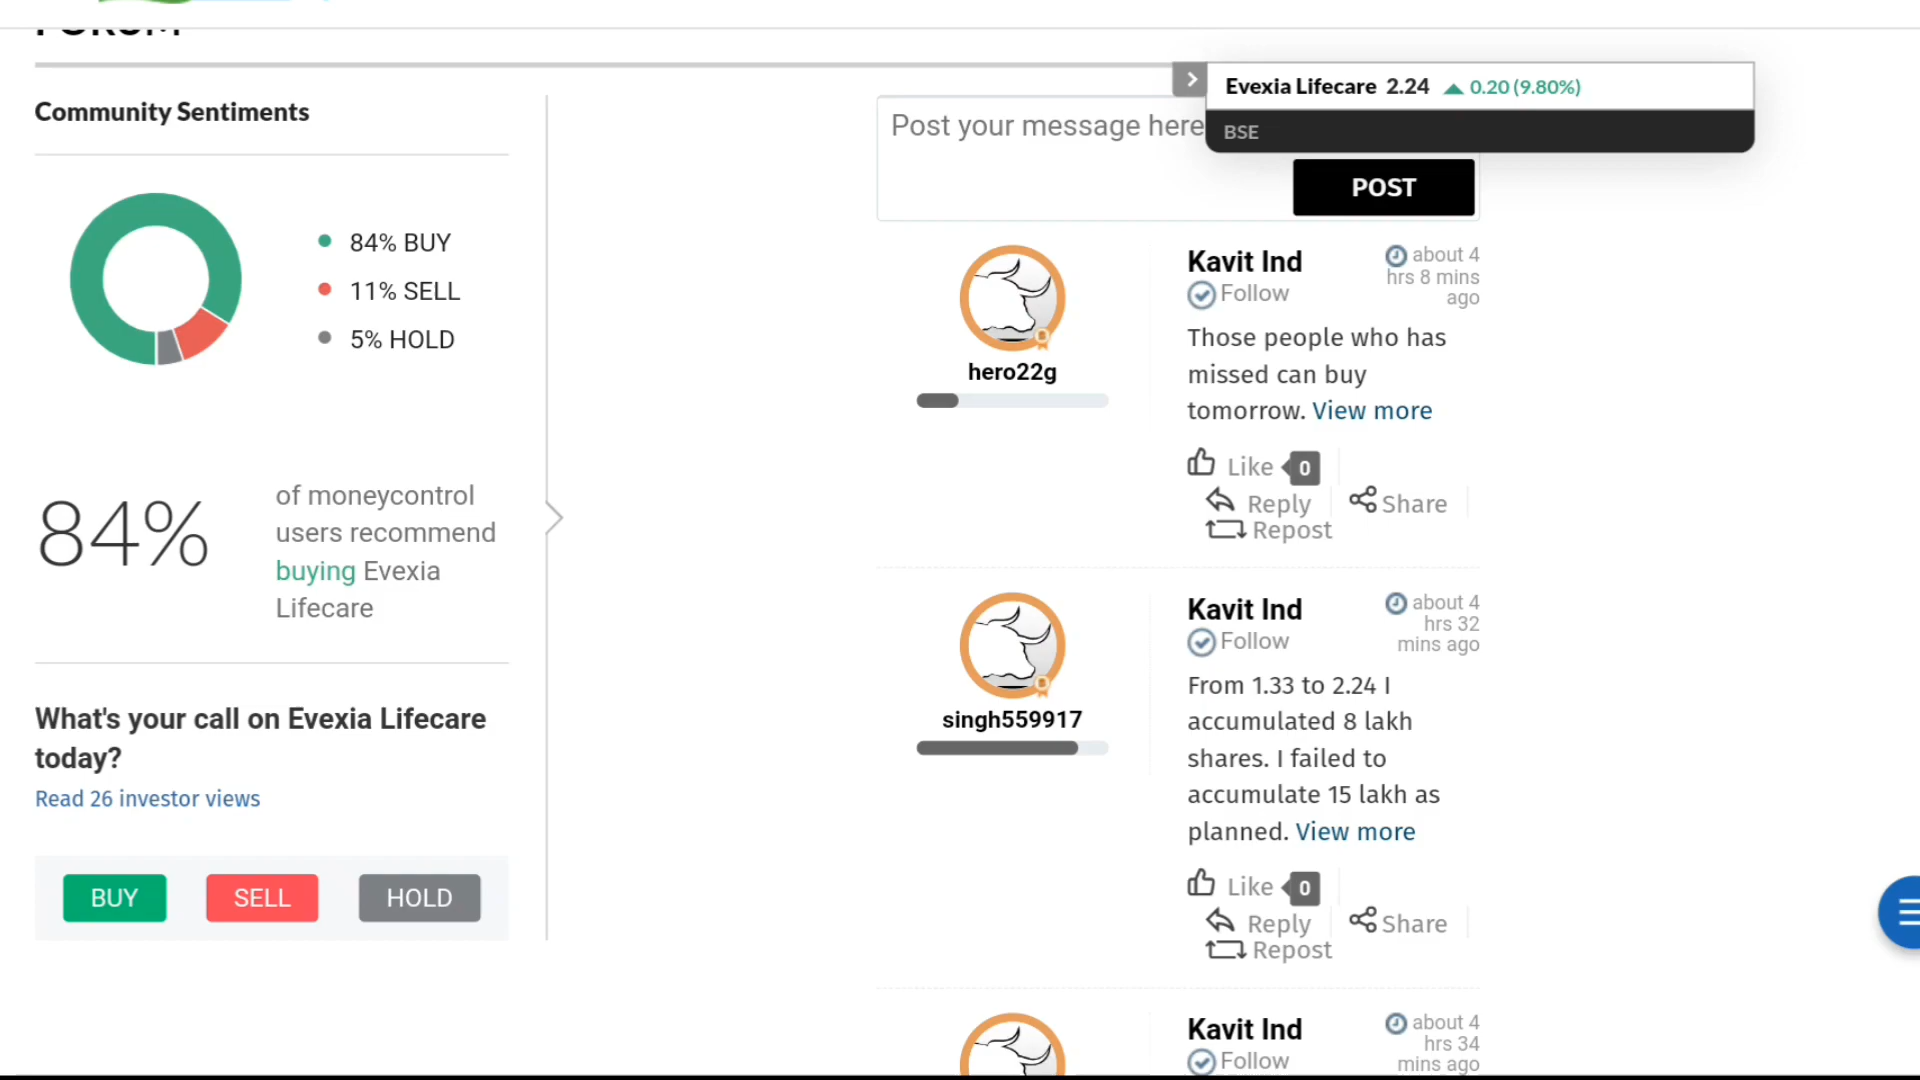 FORUM
Evexia Lifecare 2.24 0.20 (9.80%)
BSE
Community Sentiments
84% BUY
11% SELL
5% HOLD
84%
of moneycontrol
users recommend
buying Evexia
Lifecare
What's your call on Evexia Lifecare
today?
Read 26 investor views
BUY
SELL
HOLD
Post your message here
POST
hero22g
Kavit Ind
Follow
about 4
hrs 8 mins
ago
Those people who has
missed can buy
tomorrow. View more
Like 0
Reply
Share
Repost
singh559917
Kavit Ind
Follow
about 4
hrs 32
mins ago
From 1.33 to 2.24 I
accumulated 8 lakh
shares. I failed to
accumulate 15 lakh as
planned. View more
Like 0
Reply
Share
Repost
Kavit Ind
Follow
about 4
hrs 34
mins ago